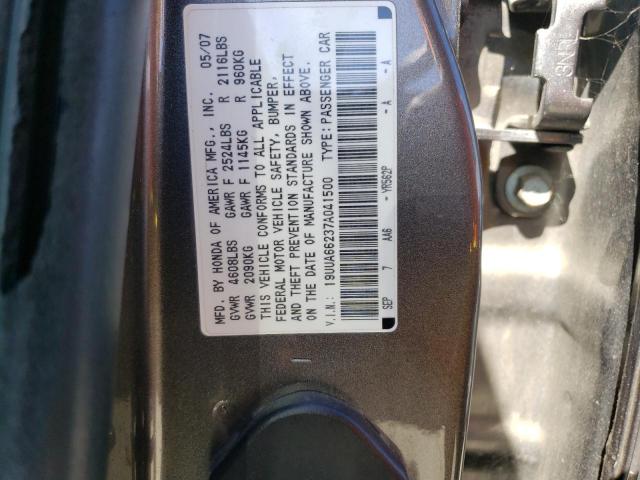 MFD. BY HONDA OF AMERICA MFG., INC. 05/07
GVWR 4608LBS GAWR F 2524LBS R 2116LBS
GVWR 2090KG GAWR F 1145KG R 960KG
THIS VEHICLE CONFORMS TO ALL APPLICABLE
FEDERAL MOTOR VEHICLE SAFETY, BUMPER,
AND THEFT PREVENTION STANDARDS IN EFFECT
ON THE DATE OF MANUFACTURE SHOWN ABOVE.
V.I.N.: 19UUA66237A041500 TYPE: PASSENGER CAR
SEP 7 AA6 - YR562P - A - A